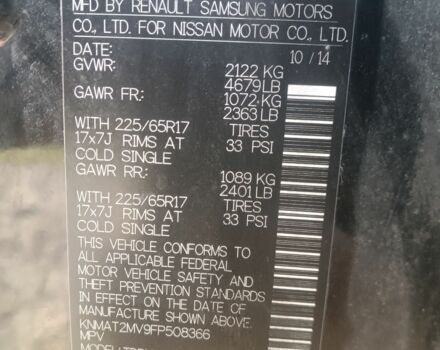 MFD BY RENAULT SAMSUNG MOTORS
CO., LTD. FOR NISSAN MOTOR CO., LTD.
DATE: 10 / 14
GVWR: 2122 KG
4679 LB
GAWR FR: 1072 KG
2363 LB
WITH 225/65R17 TIRES
17x7J RIMS AT 33 PSI
COLD SINGLE
GAWR RR: 1089 KG
2401 LB
WITH 225/65R17 TIRES
17x7J RIMS AT 33 PSI
COLD SINGLE
THIS VEHICLE CONFORMS TO
ALL APPLICABLE FEDERAL
MOTOR VEHICLE SAFETY AND
THEFT PREVENTION STANDARDS
IN EFFECT ON THE DATE OF
MANUFACTURE SHOWN ABOVE.
KNMAT2MV9FP508366
MPV